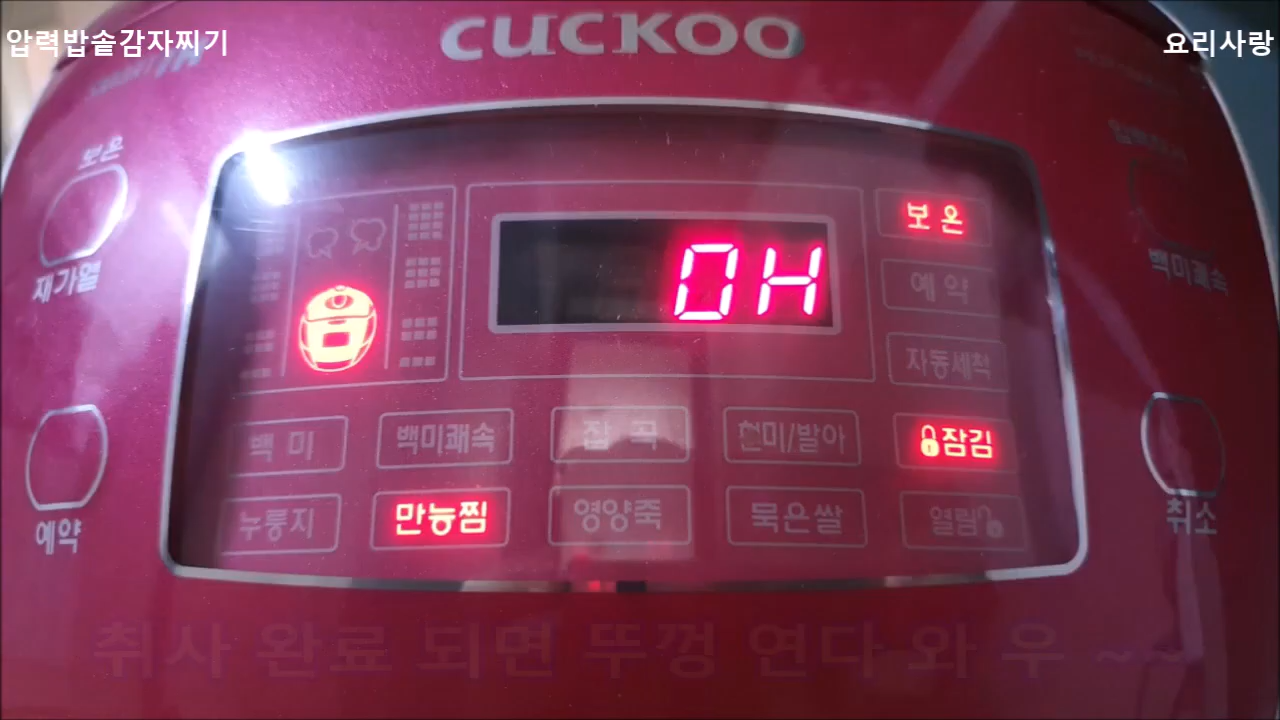 압력밥솥감자찌기
요리사랑
CUCKOO
보온
재가열
예약
0H
보온
예약
자동세척
잠김
열림
백미
백미쾌속
잡곡
현미/발아
누룽지
만능찜
영양죽
묵은쌀
백미쾌속
취소
취사 완료 되면 뚜껑 연다 와 우 ~ ~